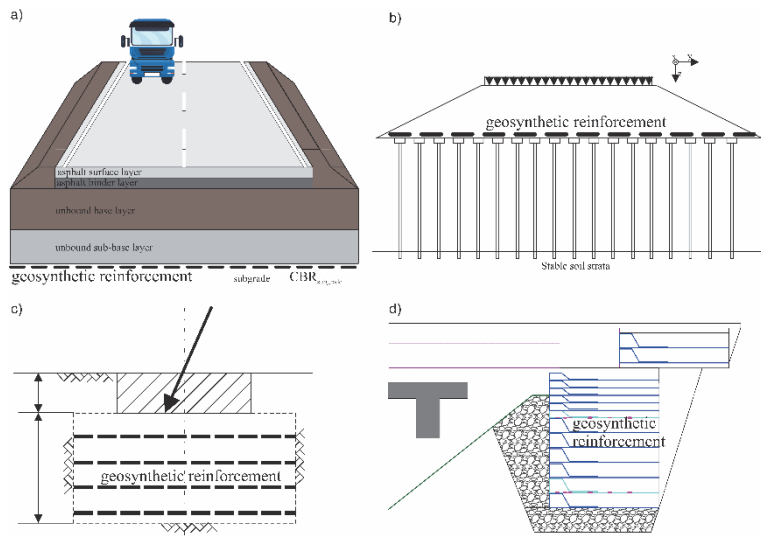 a)
asphalt surface layer
asphalt binder layer
unbound base layer
unbound sub-base layer
geosynthetic reinforcement
subgrade
CBRsubgrade
b)
x
Y
z
geosynthetic reinforcement
Stable soil strata
c)
geosynthetic reinforcement
d)
geosynthetic
reinforcement